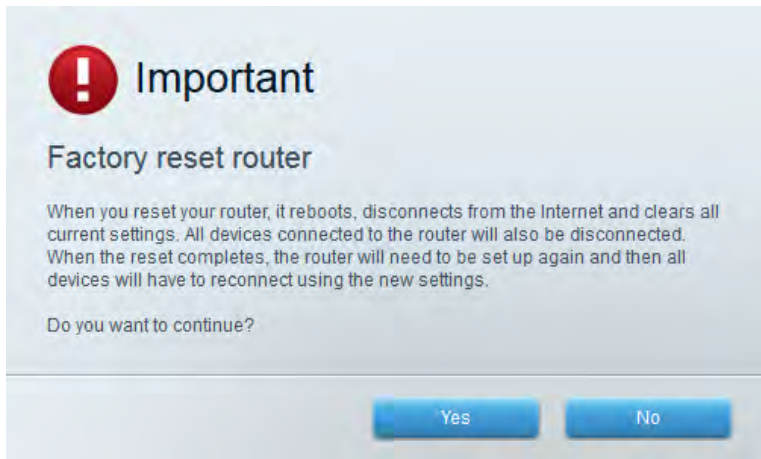 Important
Factory reset router
When you reset your router, it reboots, disconnects from the Internet and clears all
current settings. All devices connected to the router will also be disconnected.
When the reset completes, the router will need to be set up again and then all
devices will have to reconnect using the new settings.
Do you want to continue?
Yes No